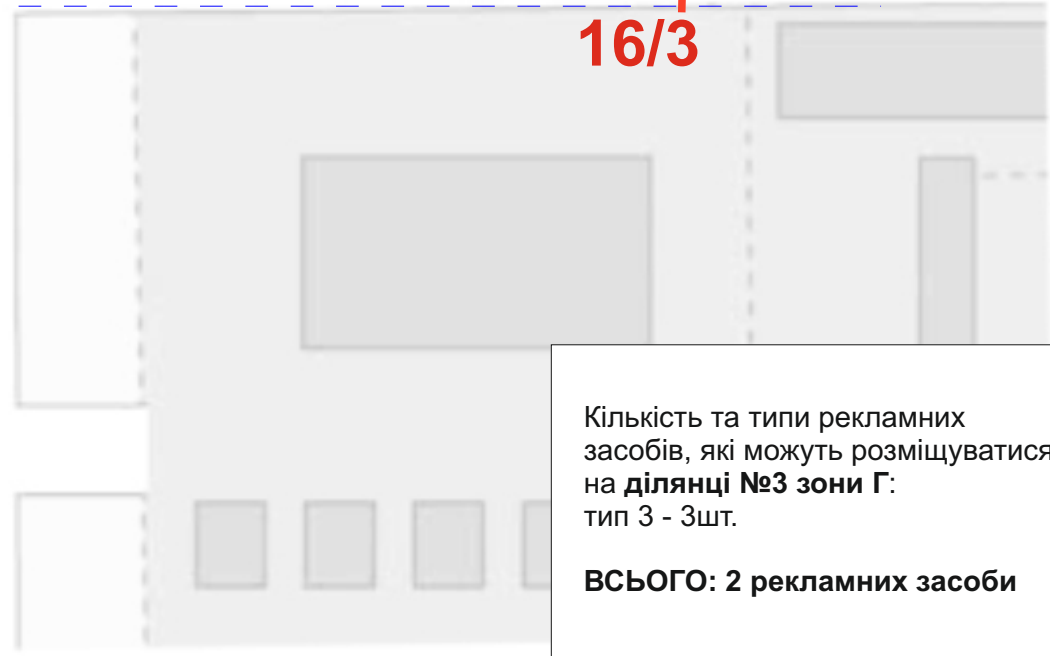 16/3
Кількість та типи рекламних
засобів, які можуть розміщуватися
на ділянці №3 зони Г:
тип 3 - 3шт.
ВСЬОГО: 2 рекламних засоби